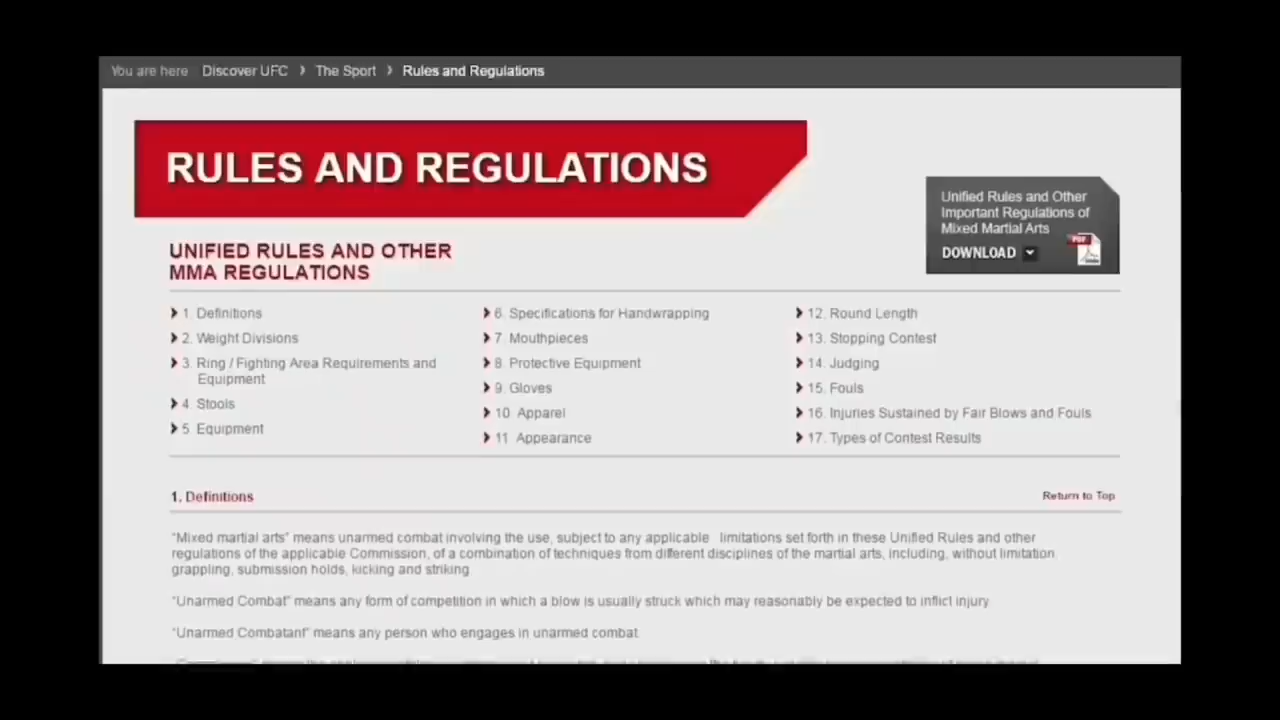 You are here Discover UFC › The Sport › Rules and Regulations
RULES AND REGULATIONS
Unified Rules and Other
Important Regulations of
Mixed Martial Arts
DOWNLOAD
PDF
UNIFIED RULES AND OTHER
MMA REGULATIONS
1. Definitions
2. Weight Divisions
3. Ring / Fighting Area Requirements and
Equipment
4. Stools
5. Equipment
6. Specifications for Handwrapping
7. Mouthpieces
8. Protective Equipment
9. Gloves
10. Apparel
11. Appearance
12. Round Length
13. Stopping Contest
14. Judging
15. Fouls
16. Injuries Sustained by Fair Blows and Fouls
17. Types of Contest Results
1. Definitions
Return to Top
“Mixed martial arts” means unarmed combat involving the use, subject to any applicable limitations set forth in these Unified Rules and other
regulations of the applicable Commission, of a combination of techniques from different disciplines of the martial arts, including, without limitation,
grappling, submission holds, kicking and striking.
“Unarmed Combat” means any form of competition in which a blow is usually struck which may reasonably be expected to inflict injury.
“Unarmed Combatant” means any person who engages in unarmed combat.